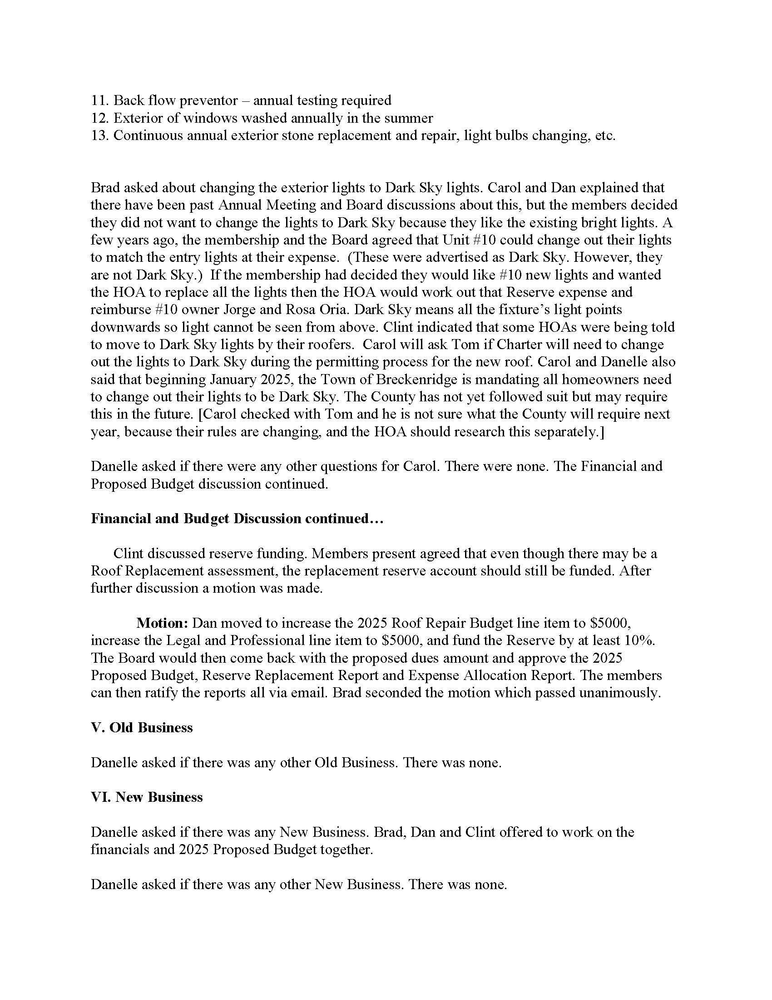 11. Back flow preventor – annual testing required
12. Exterior of windows washed annually in the summer
13. Continuous annual exterior stone replacement and repair, light bulbs changing, etc.
Brad asked about changing the exterior lights to Dark Sky lights. Carol and Dan explained that
there have been past Annual Meeting and Board discussions about this, but the members decided
they did not want to change the lights to Dark Sky because they like the existing bright lights. A
few years ago, the membership and the Board agreed that Unit #10 could change out their lights
to match the entry lights at their expense.  (These were advertised as Dark Sky. However, they
are not Dark Sky.)  If the membership had decided they would like #10 new lights and wanted
the HOA to replace all the lights then the HOA would work out that Reserve expense and
reimburse #10 owner Jorge and Rosa Oria. Dark Sky means all the fixture’s light points
downwards so light cannot be seen from above. Clint indicated that some HOAs were being told
to move to Dark Sky lights by their roofers.  Carol will ask Tom if Charter will need to change
out the lights to Dark Sky during the permitting process for the new roof. Carol and Danelle also
said that beginning January 2025, the Town of Breckenridge is mandating all homeowners need
to change out their lights to be Dark Sky. The County has not yet followed suit but may require
this in the future. [Carol checked with Tom and he is not sure what the County will require next
year, because their rules are changing, and the HOA should research this separately.]
Danelle asked if there were any other questions for Carol. There were none. The Financial and
Proposed Budget discussion continued.
Financial and Budget Discussion continued…
Clint discussed reserve funding. Members present agreed that even though there may be a
Roof Replacement assessment, the replacement reserve account should still be funded. After
further discussion a motion was made.
Motion: Dan moved to increase the 2025 Roof Repair Budget line item to $5000,
increase the Legal and Professional line item to $5000, and fund the Reserve by at least 10%.
The Board would then come back with the proposed dues amount and approve the 2025
Proposed Budget, Reserve Replacement Report and Expense Allocation Report. The members
can then ratify the reports all via email. Brad seconded the motion which passed unanimously.
V. Old Business
Danelle asked if there was any other Old Business. There was none.
VI. New Business
Danelle asked if there was any New Business. Brad, Dan and Clint offered to work on the
financials and 2025 Proposed Budget together.
Danelle asked if there was any other New Business. There was none.